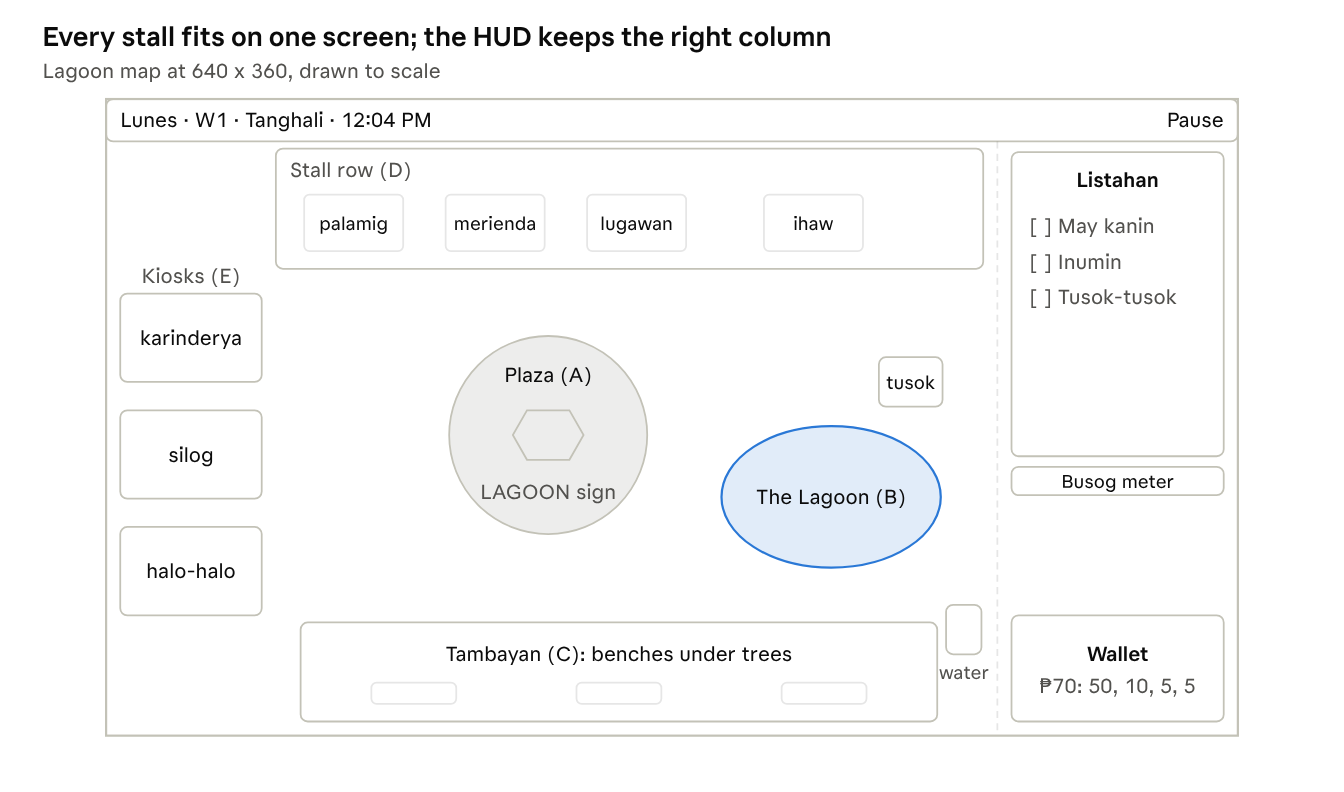 Every stall fits on one screen; the HUD keeps the right column
Lagoon map at 640 x 360, drawn to scale
Lunes · W1 · Tanghali · 12:04 PM
Pause
Stall row (D)
palamig
merienda
lugawan
ihaw
Kiosks (E)
karinderya
silog
halo-halo
Plaza (A)
LAGOON sign
tusok
The Lagoon (B)
Tambayan (C): benches under trees
water
Listahan
[ ] May kanin
[ ] Inumin
[ ] Tusok-tusok
Busog meter
Wallet
₱70: 50, 10, 5, 5